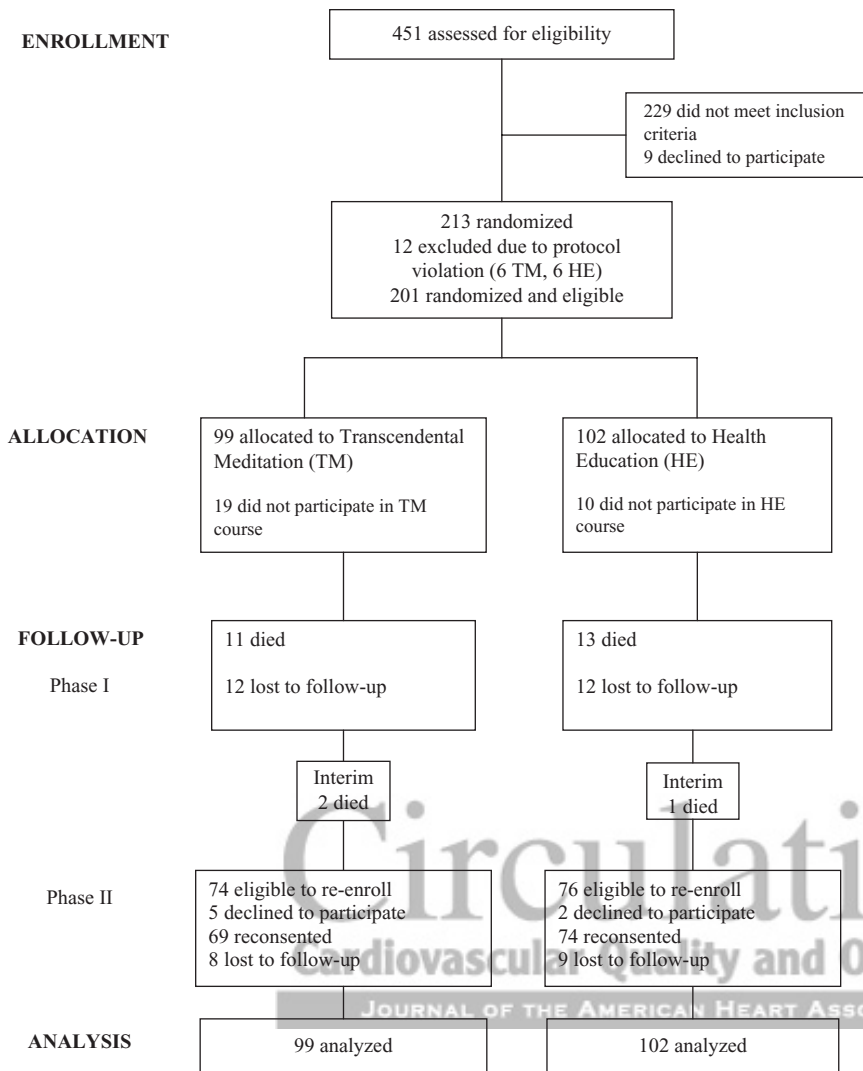 ENROLLMENT
451 assessed for eligibility
229 did not meet inclusion
criteria
9 declined to participate
213 randomized
12 excluded due to protocol
violation (6 TM, 6 HE)
201 randomized and eligible
ALLOCATION
99 allocated to Transcendental
Meditation (TM)
19 did not participate in TM
course
102 allocated to Health
Education (HE)
10 did not participate in HE
course
FOLLOW-UP
Phase I
11 died
12 lost to follow-up
13 died
12 lost to follow-up
Interim
2 died
Interim
1 died
Circulati
Phase II
74 eligible to re-enroll
5 declined to participate
69 reconsented
8 lost to follow-up
76 eligible to re-enroll
2 declined to participate
74 reconsented
9 lost to follow-up
Cardiovascular Quality and O
JOURNAL OF THE AMERICAN HEART ASSO
ANALYSIS
99 analyzed
102 analyzed